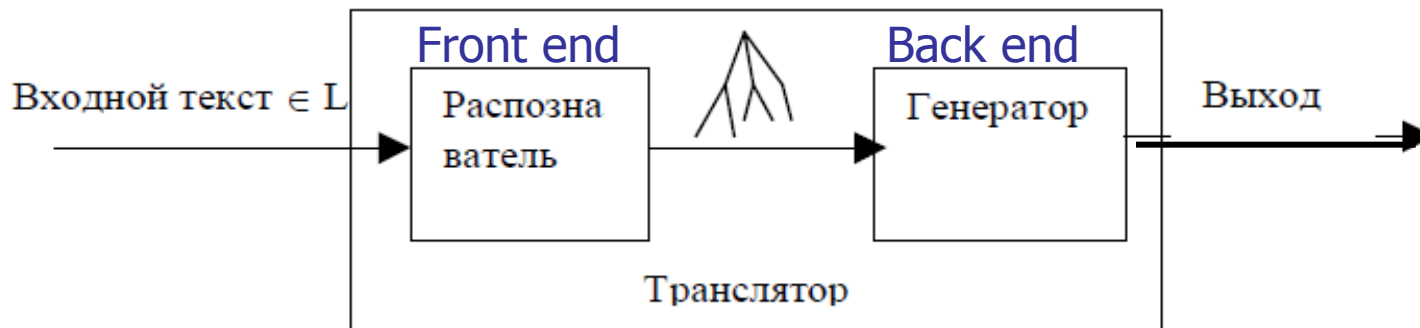 Front end
Back end
Входной текст ∈ L
Распозна
ватель
Генератор
Выход
Транслятор